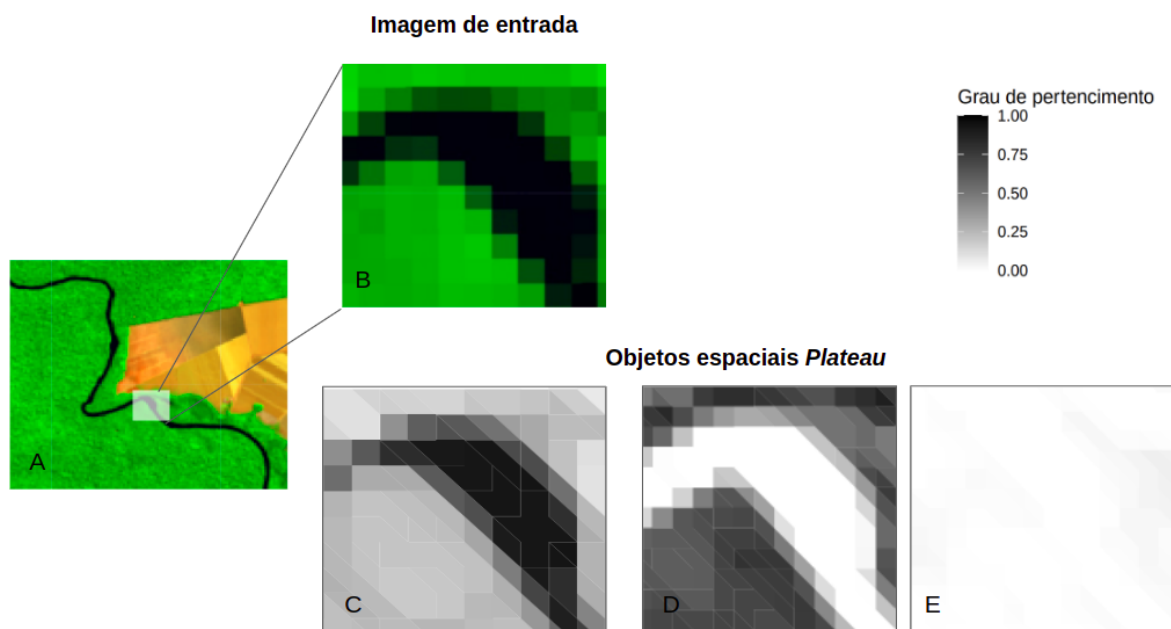 Imagem de entrada
Grau de pertencimento
1.00
0.75
0.50
0.25
0.00
B
A
Objetos espaciais Plateau
C
D
E